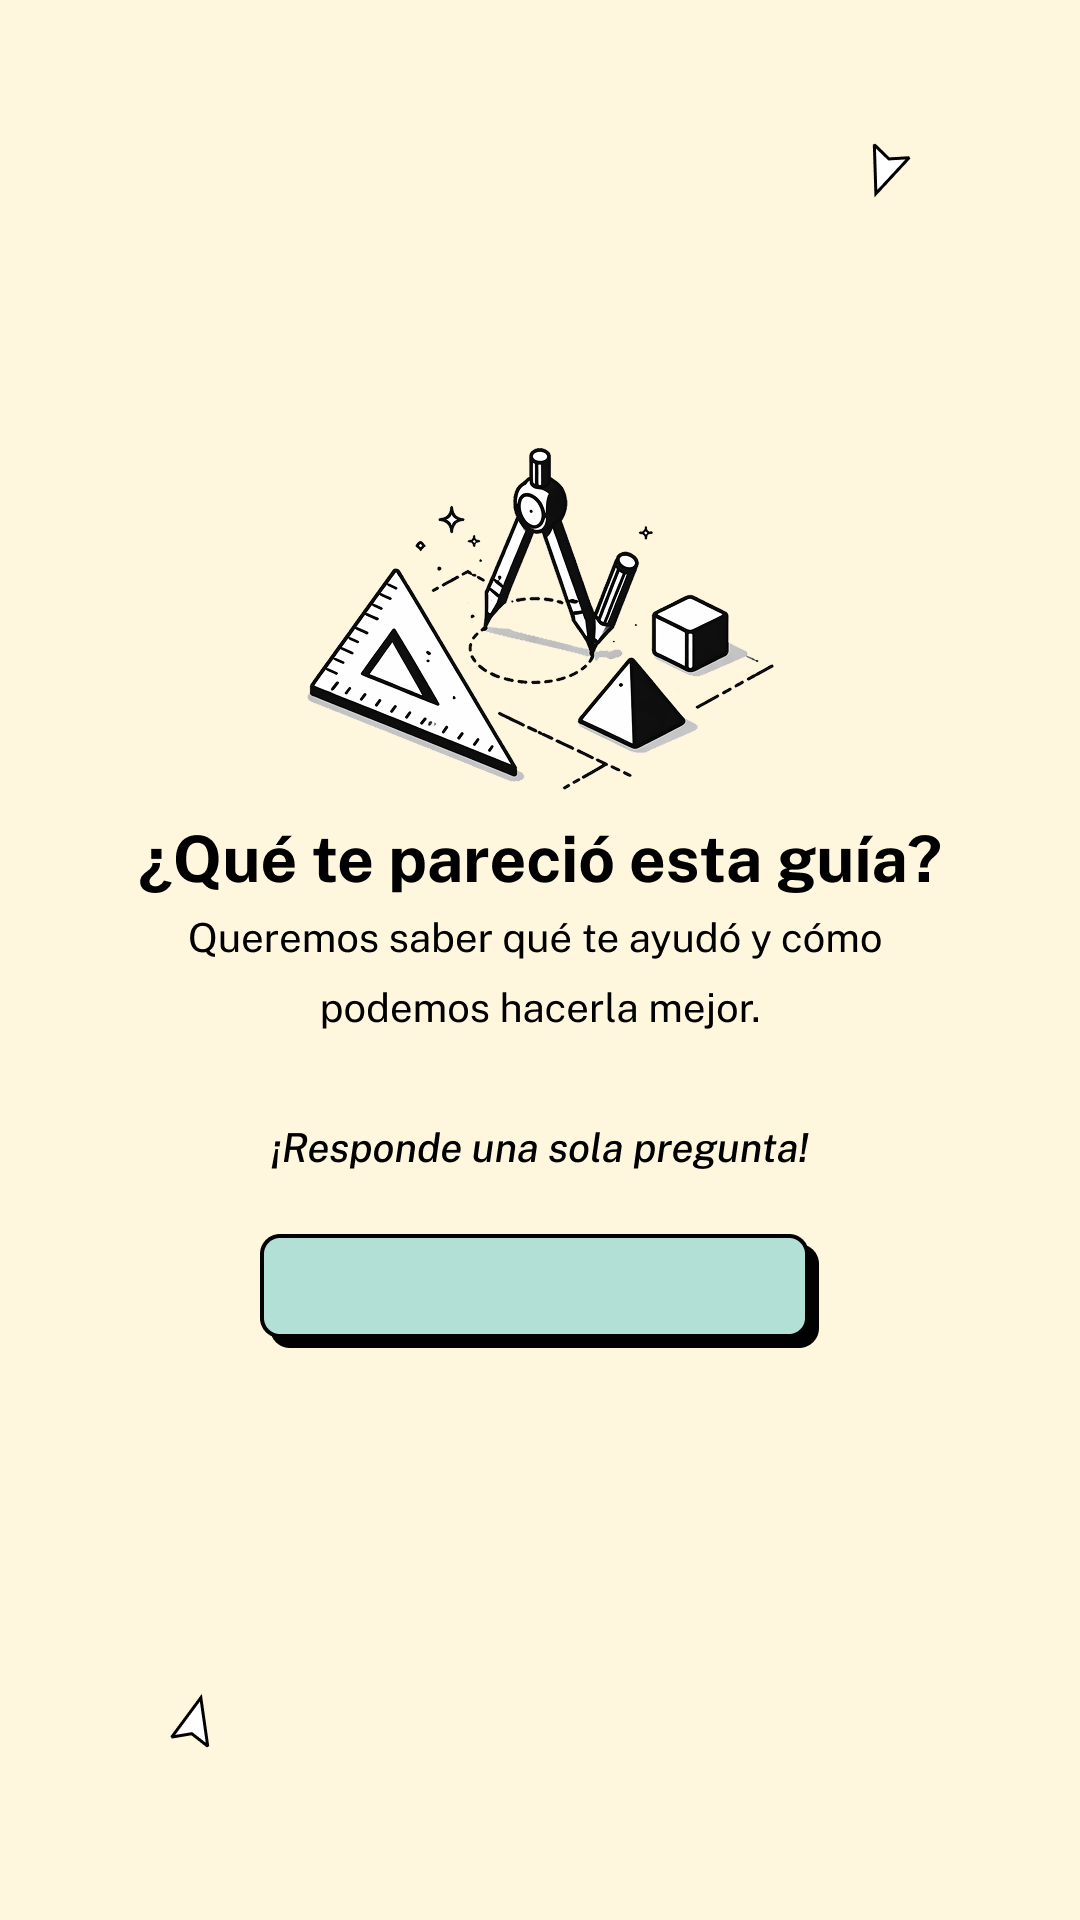 ¿Qué te pareció esta guía?
Queremos saber qué te ayudó y cómo
podemos hacerla mejor.
¡Responde una sola pregunta!